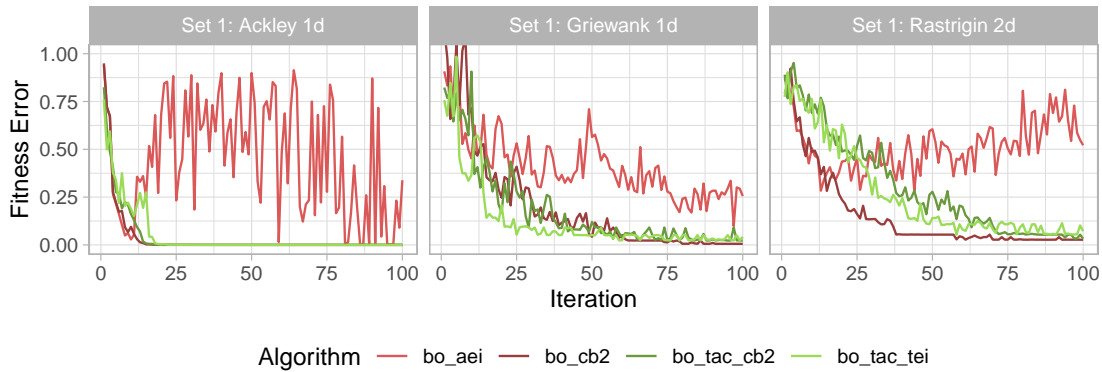 Set 1: Ackley 1d
Set 1: Griewank 1d
Set 1: Rastrigin 2d
Fitness Error
1.00
0.75
0.50
0.25
0.00
0 25 50 75 100
0 25 50 75 100
0 25 50 75 100
Iteration
Algorithm bo_aei bo_cb2 bo_tac_cb2 bo_tac_tei